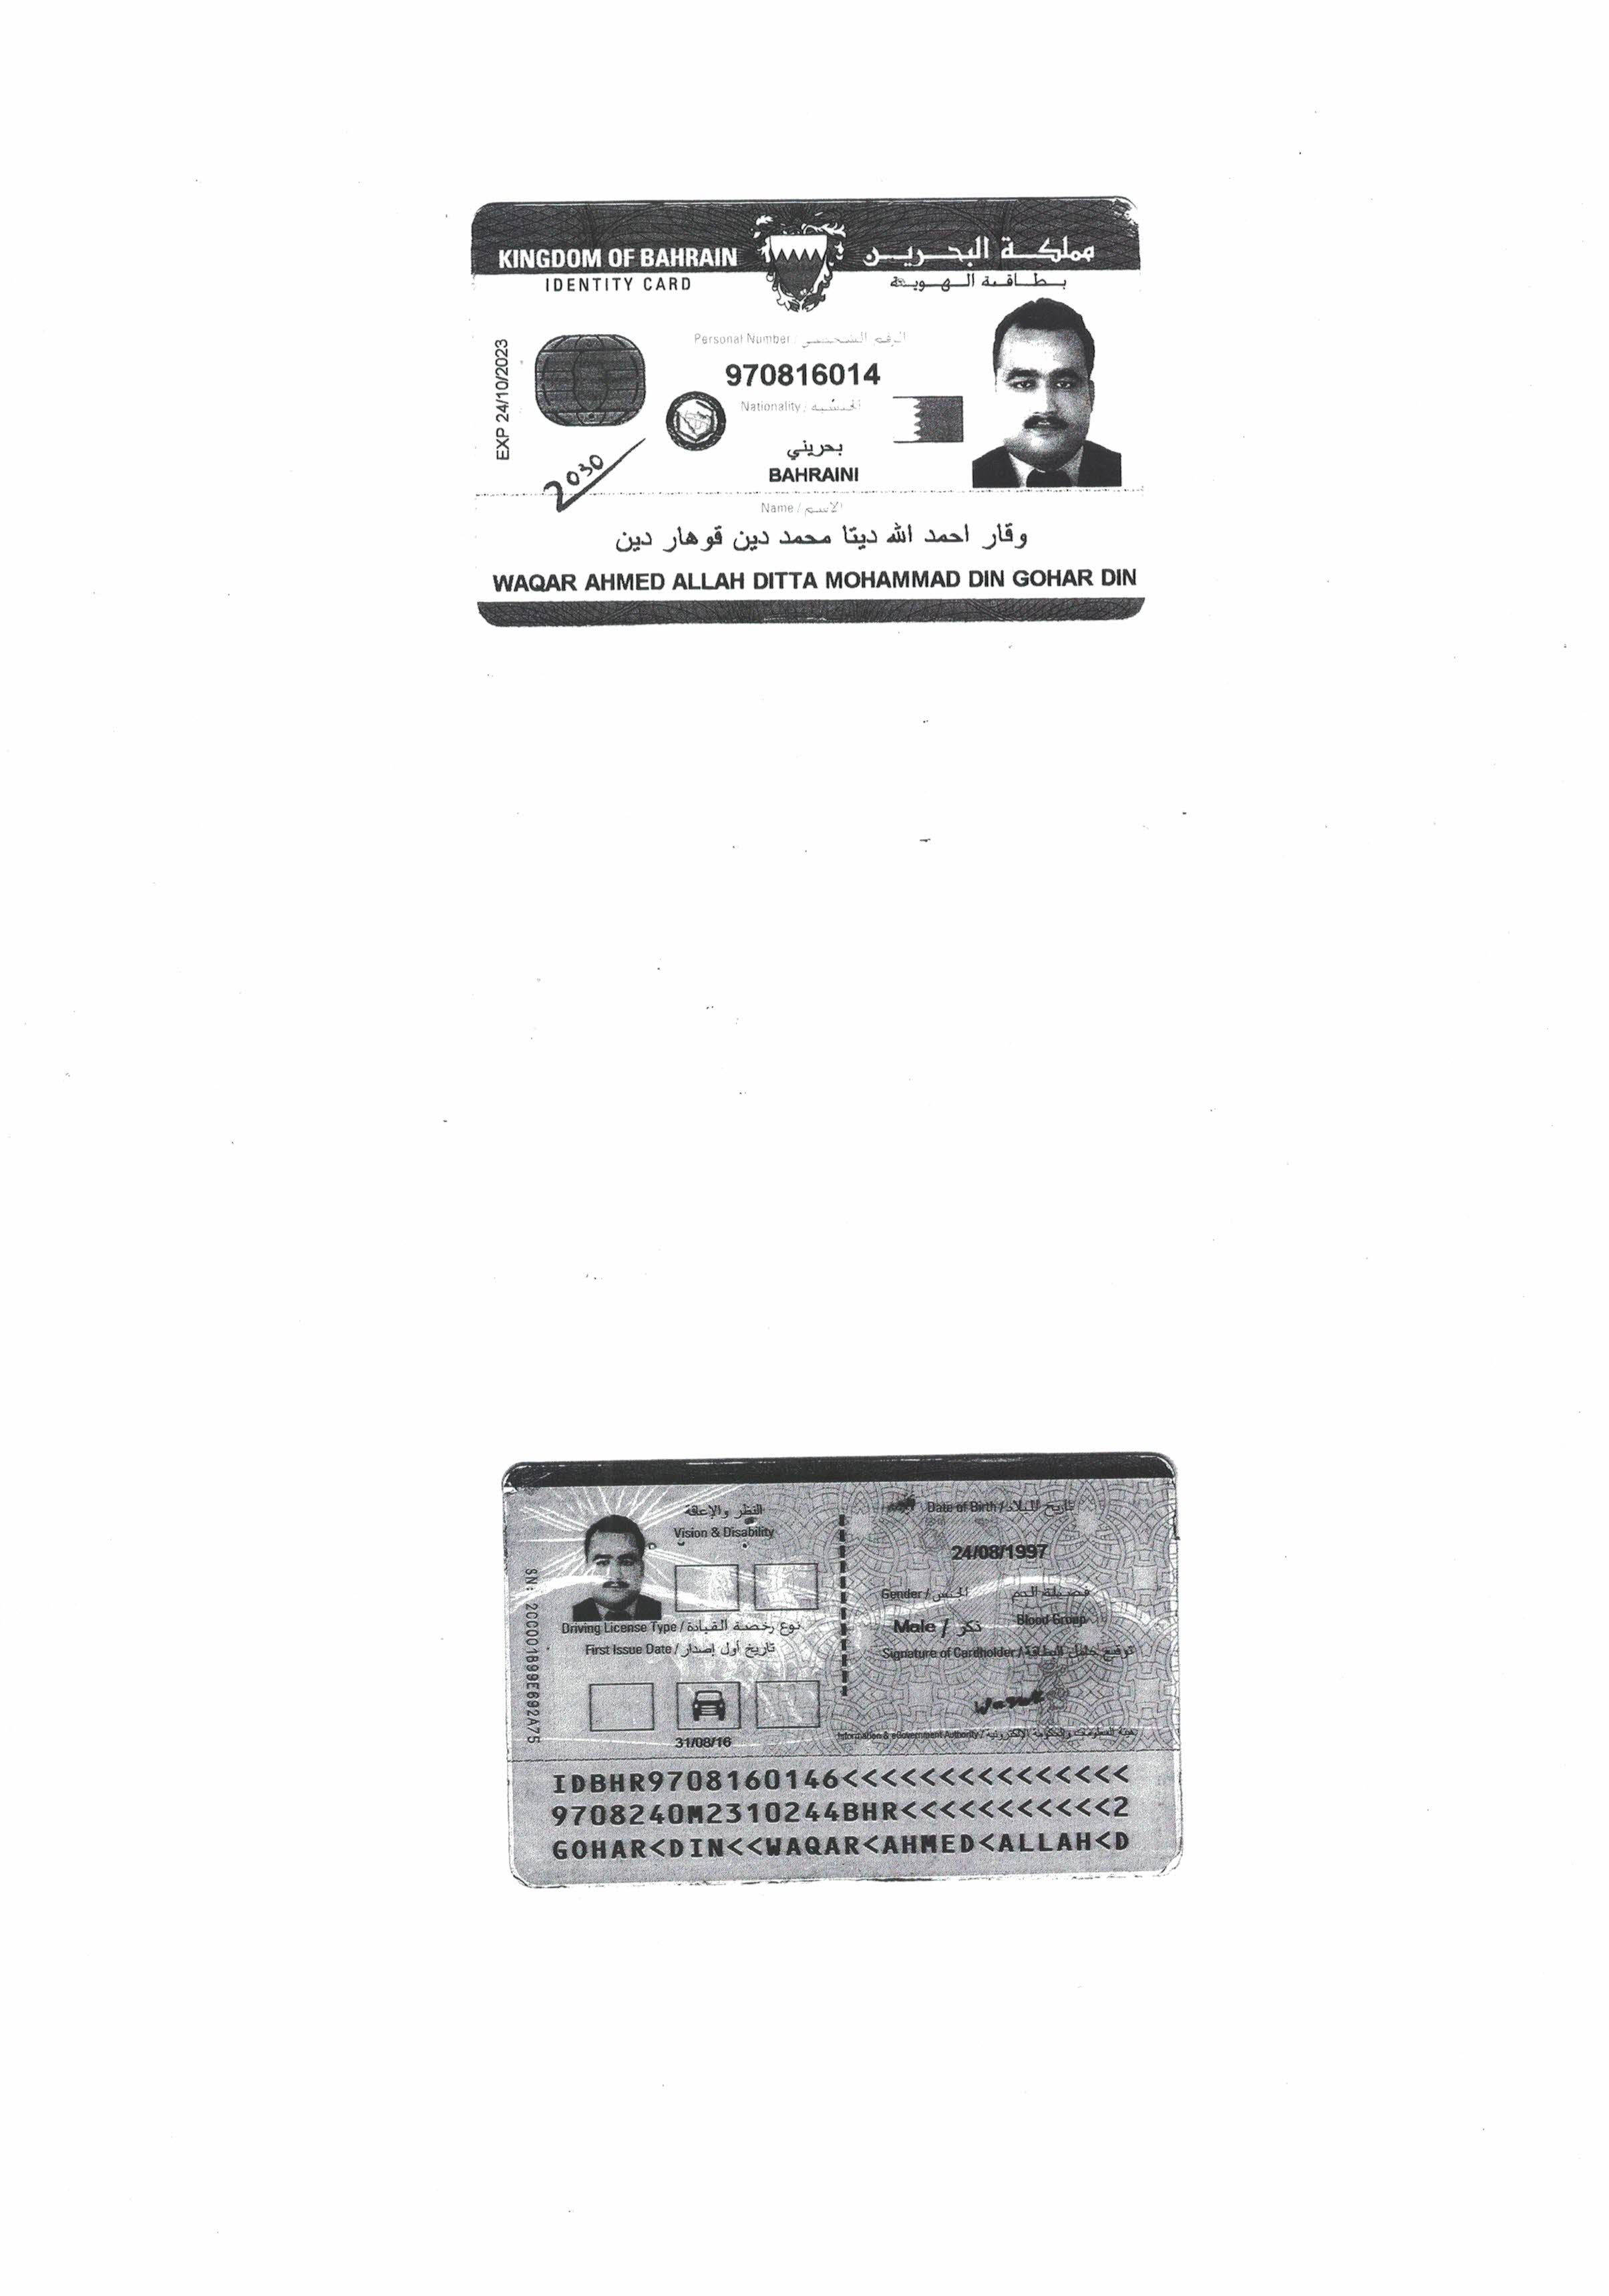 KINGDOM OF BAHRAIN مملكة البحرين
IDENTITY CARD بطاقة الهوية
EXP 24/10/2023
Personal Number / الرقم الشخصي
970816014
Nationality / الجنسية
بحريني
BAHRAINI
2030
Name / الاسم
وقار احمد الله ديتا محمد دين قوهار دين
WAQAR AHMED ALLAH DITTA MOHAMMAD DIN GOHAR DIN
النظر والإعاقة
Vision & Disability
Date of Birth / تاريخ الميلاد
24/08/1997
Gender / الجنس
فصيلة الدم
Blood Group
Male / ذكر
Driving License Type / نوع رخصة القيادة
First Issue Date / تاريخ أول إصدار
Signature of Cardholder / توقيع حامل البطاقة
31/08/16
Information & eGovernment Authority / هيئة المعلومات والحكومة الإلكترونية
IDBHR9708160146<<<<<<<<<<<<<<<
9708240M2310244BHR<<<<<<<<<<<2
GOHAR<DIN<<WAQAR<AHMED<ALLAH<D